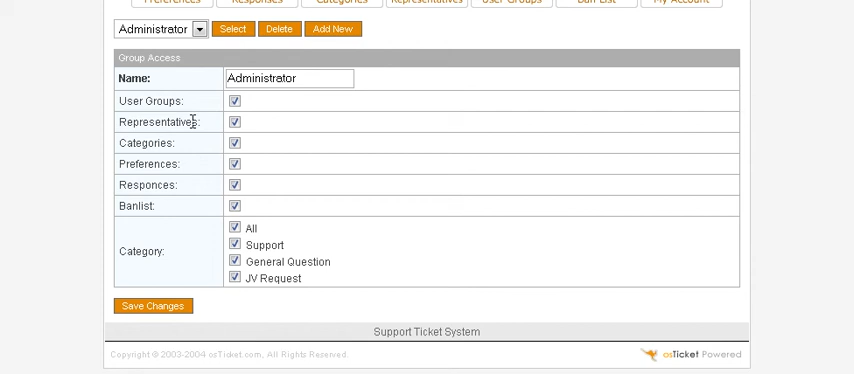 Preferences Responses Categories Representatives User Groups Ban List My Account
Administrator Select Delete Add New
Group Access
Name: Administrator
User Groups:
Representatives:
Categories:
Preferences:
Responces:
Banlist:
Category:
All
Support
General Question
JV Request
Save Changes
Support Ticket System
Copyright © 2003-2004 osTicket.com, All Rights Reserved.
osTicket Powered